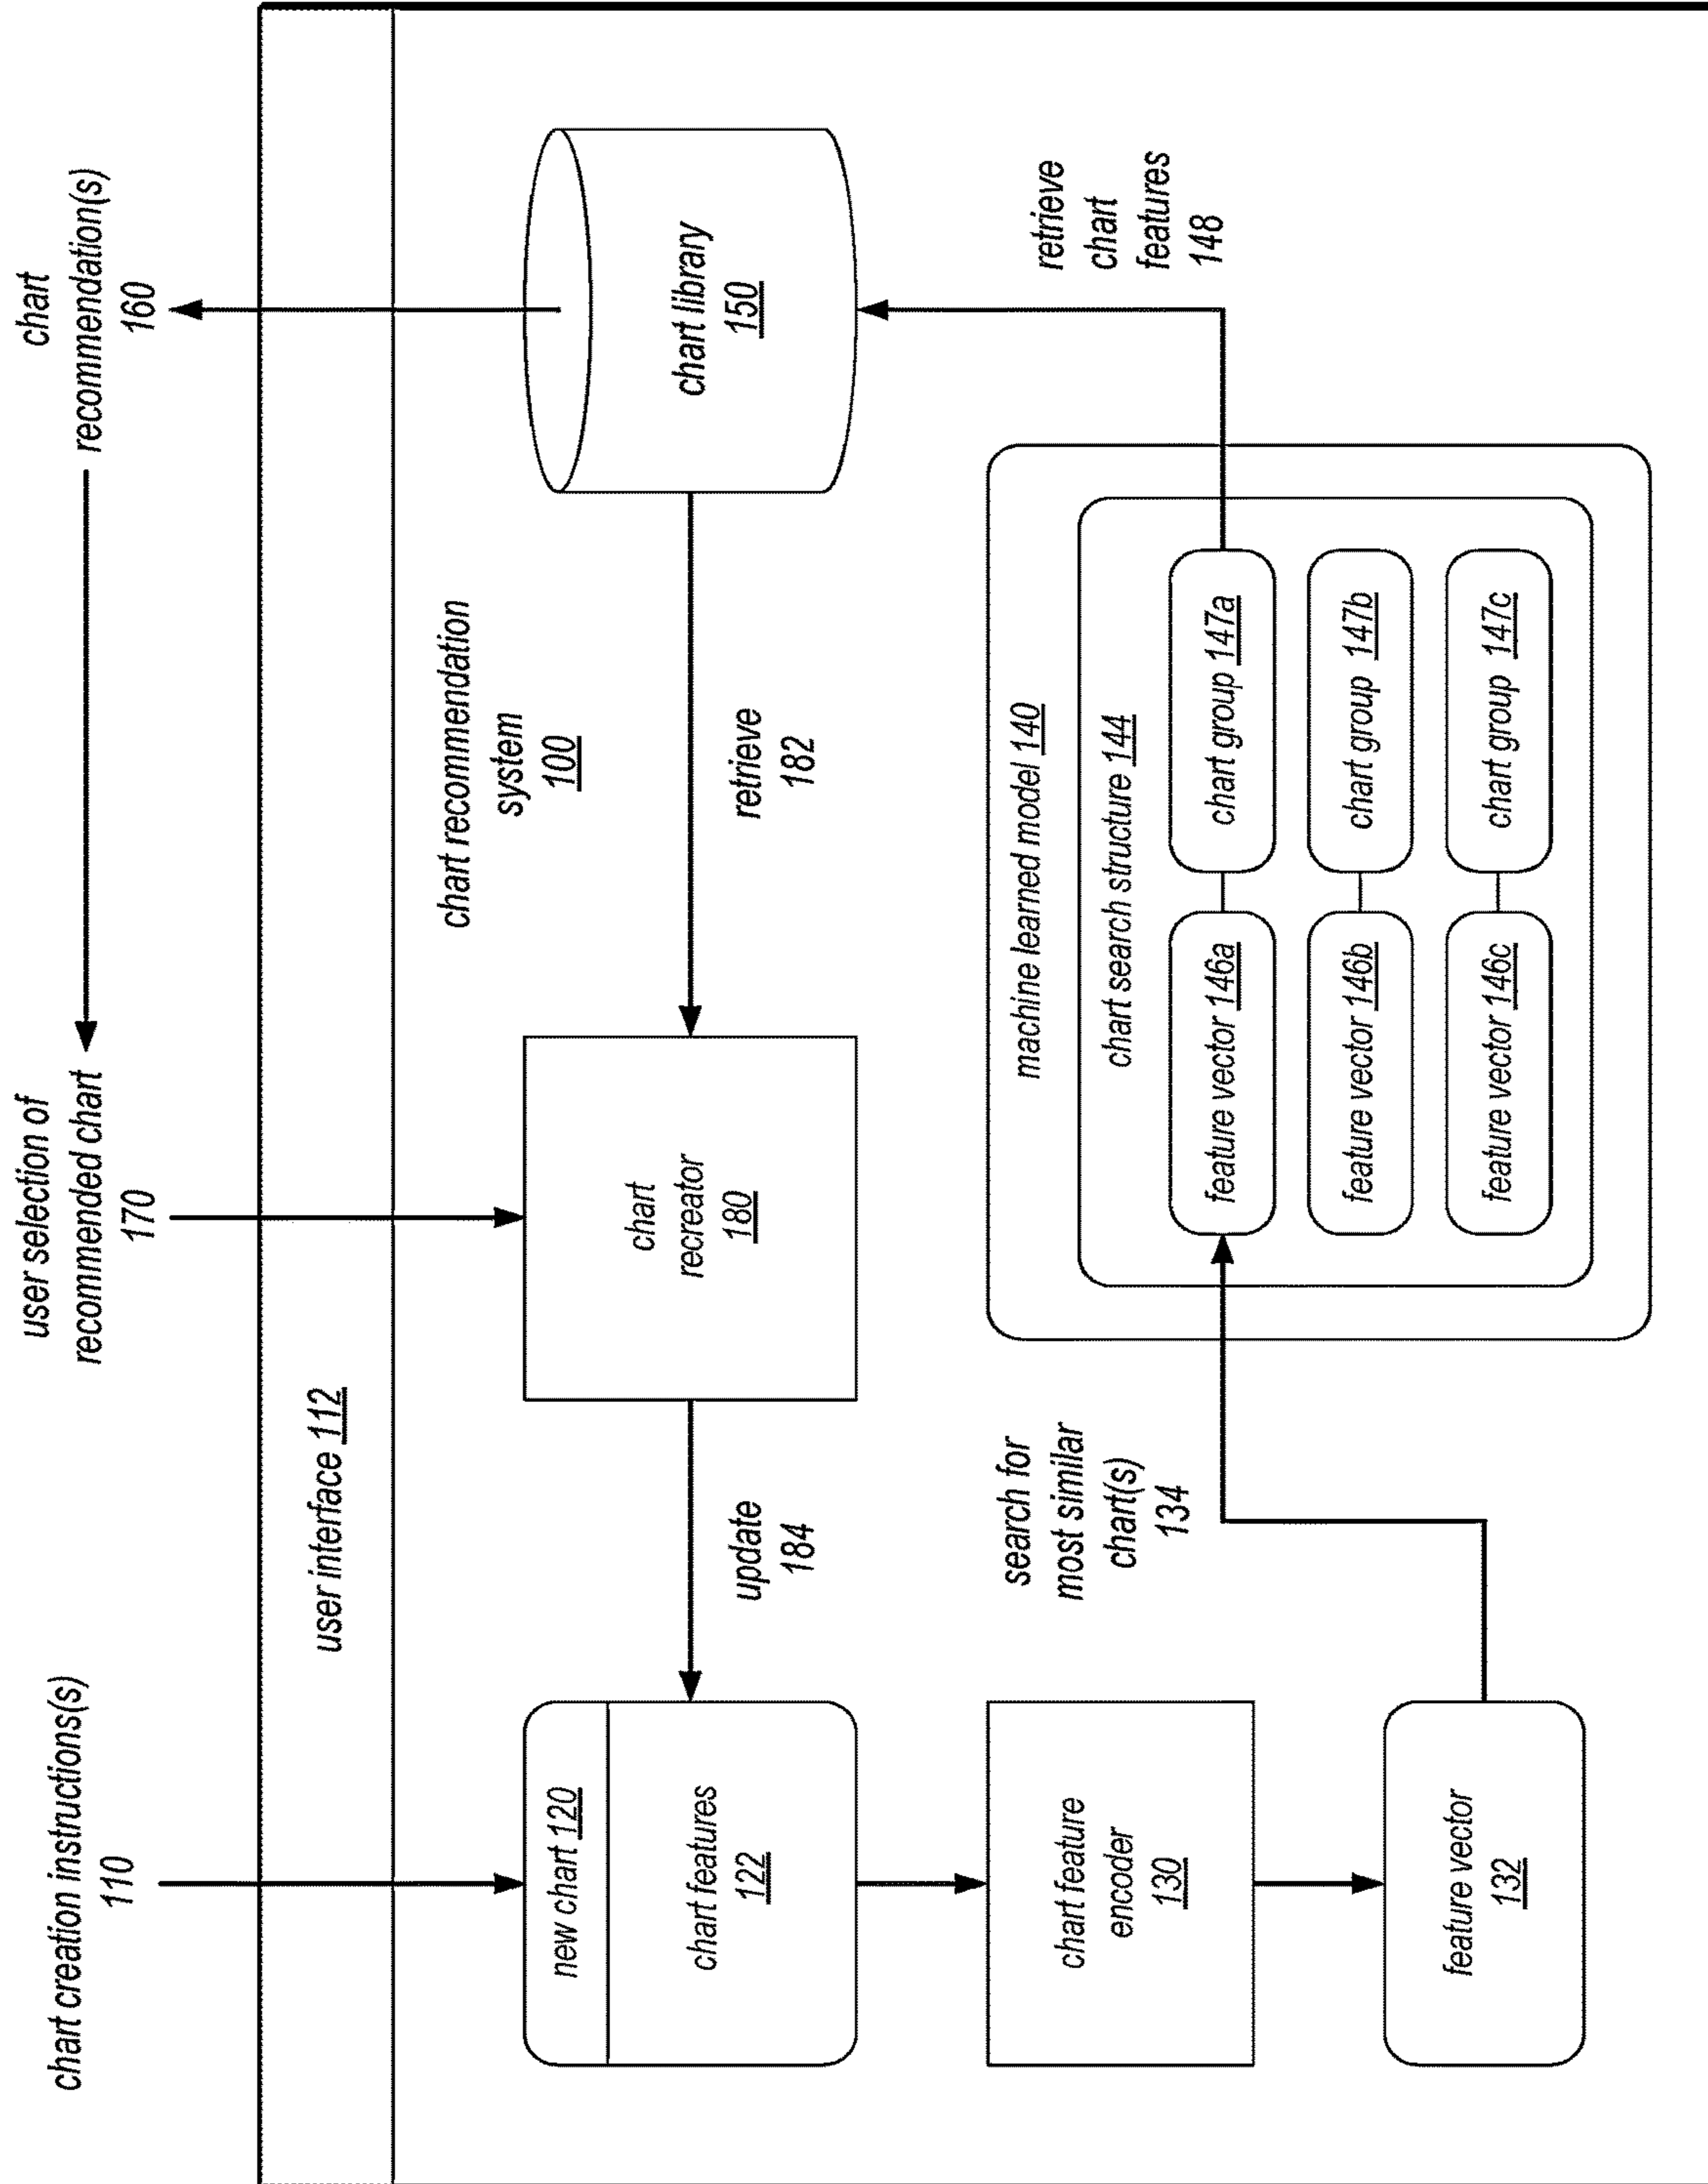 chart creation instructions(s)
110
user selection of
recommended chart
170
chart
recommendation(s)
160
user interface 112
chart recommendation
system
100
new chart 120
chart features
122
update
184
chart
recreator
180
retrieve
182
chart library
150
chart feature
encoder
130
feature vector
132
search for
most similar
chart(s)
134
machine learned model 140
chart search structure 144
feature vector 146a
chart group 147a
feature vector 146b
chart group 147b
feature vector 146c
chart group 147c
retrieve
chart
features
148